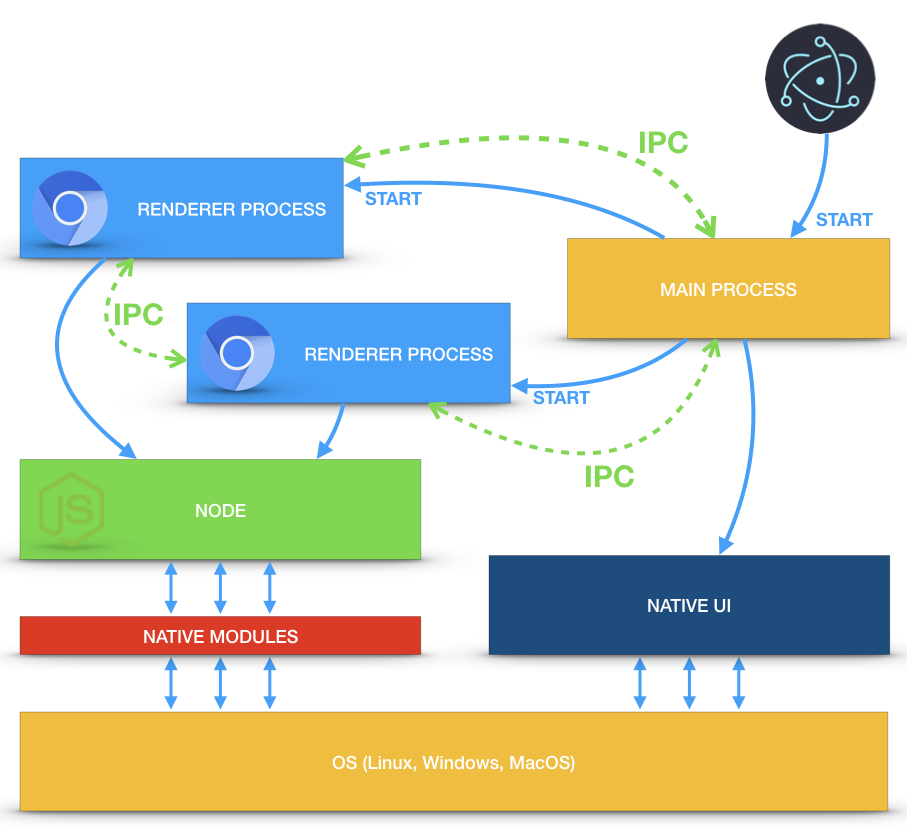 IPC
RENDERER PROCESS
START
START
MAIN PROCESS
IPC
RENDERER PROCESS
START
IPC
JS
NODE
NATIVE UI
NATIVE MODULES
OS (Linux, Windows, MacOS)